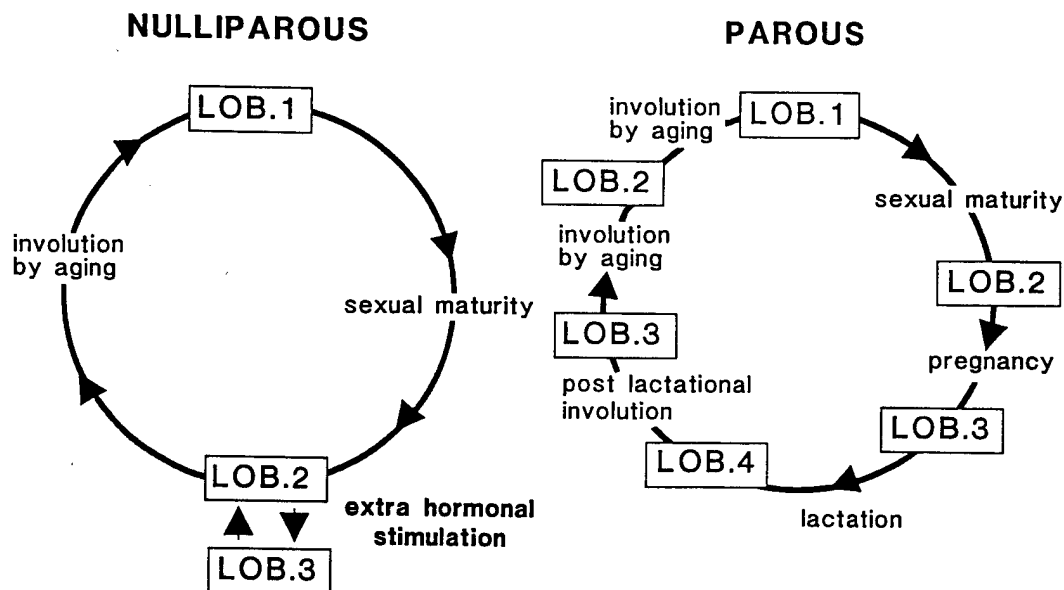 NULLIPAROUS
LOB.1
sexual maturity
LOB.2
extra hormonal
stimulation
LOB.3
involution
by aging
PAROUS
LOB.1
sexual maturity
LOB.2
pregnancy
LOB.3
lactation
LOB.4
post lactational
involution
LOB.3
involution
by aging
LOB.2
involution
by aging